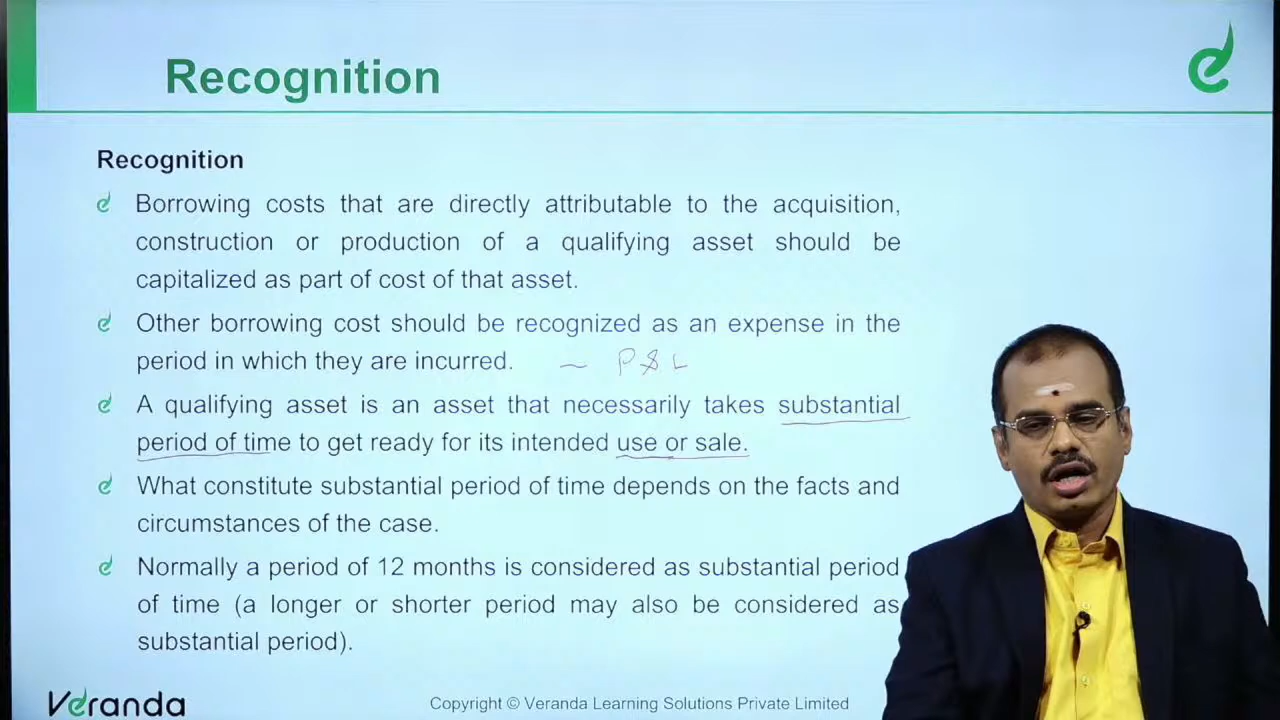 Recognition
Recognition
Borrowing costs that are directly attributable to the acquisition,
construction or production of a qualifying asset should be
capitalized as part of cost of that asset.
Other borrowing cost should be recognized as an expense in the
period in which they are incurred. ~ P & L
A qualifying asset is an asset that necessarily takes substantial
period of time to get ready for its intended use or sale.
What constitute substantial period of time depends on the facts and
circumstances of the case.
Normally a period of 12 months is considered as substantial period
of time (a longer or shorter period may also be considered as
substantial period).
Veranda
Copyright © Veranda Learning Solutions Private Limited